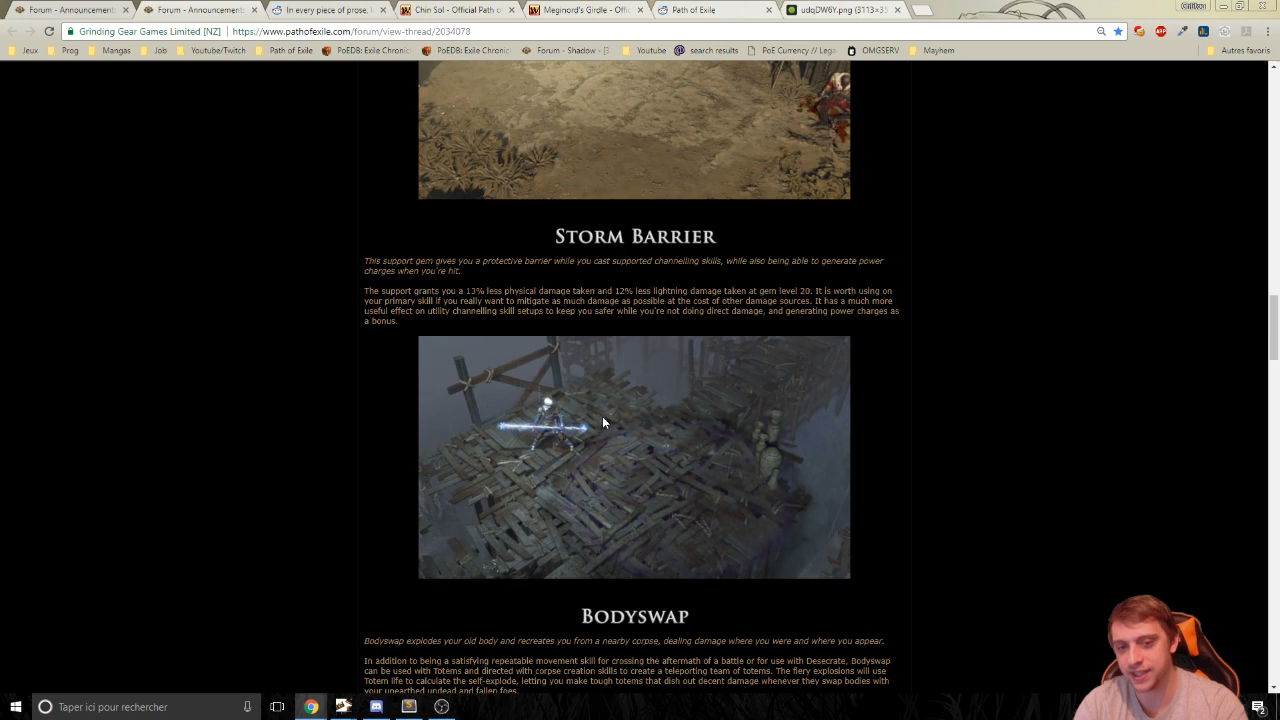 Forum - Announcement
Forum - Announcement
In every piece of prose.
Official
Meginord's Girdle - Offi
Path of Exile
udqDW6Y.png (3113×35
Grinding Gear Games Limited [NZ] | https://www.pathofexile.com/forum/view-thread/2034078
Jeux Prog Mangas Job Divers PoEDB: Exile Chronic PoEDB: Exile Chronic Forum - Shadow - [3. Youtube search results PoE Currency // Lega OMGSERV Mayhem Autres favoris
STORM BARRIER
This support gem gives you a protective barrier while you cast supported channelling skills, while also being able to generate power
charges when you're hit.
The support grants you a 13% less physical damage taken and 12% less lightning damage taken at gem level 20. It is worth using on
your primary skill if you really want to mitigate as much damage as possible at the cost of other damage sources. It has a much more
useful effect on utility channelling skill setups to keep you safer while you're not doing direct damage, and generating power charges as
a bonus.
BODYSWAP
Bodyswap explodes your old body and recreates you from a nearby corpse, dealing damage where you were and where you appear.
In addition to being a satisfying repeatable movement skill for crossing the aftermath of a battle or for use with Desecrate, Bodyswap
can be used with Totems and directed with corpse creation skills to create a teleporting team of totems. The fiery explosions will use
Totem life to calculate the self-explode, letting you make tough totems that dish out decent damage whenever they swap bodies with
your unearthed undead and fallen foes.
Taper ici pour rechercher